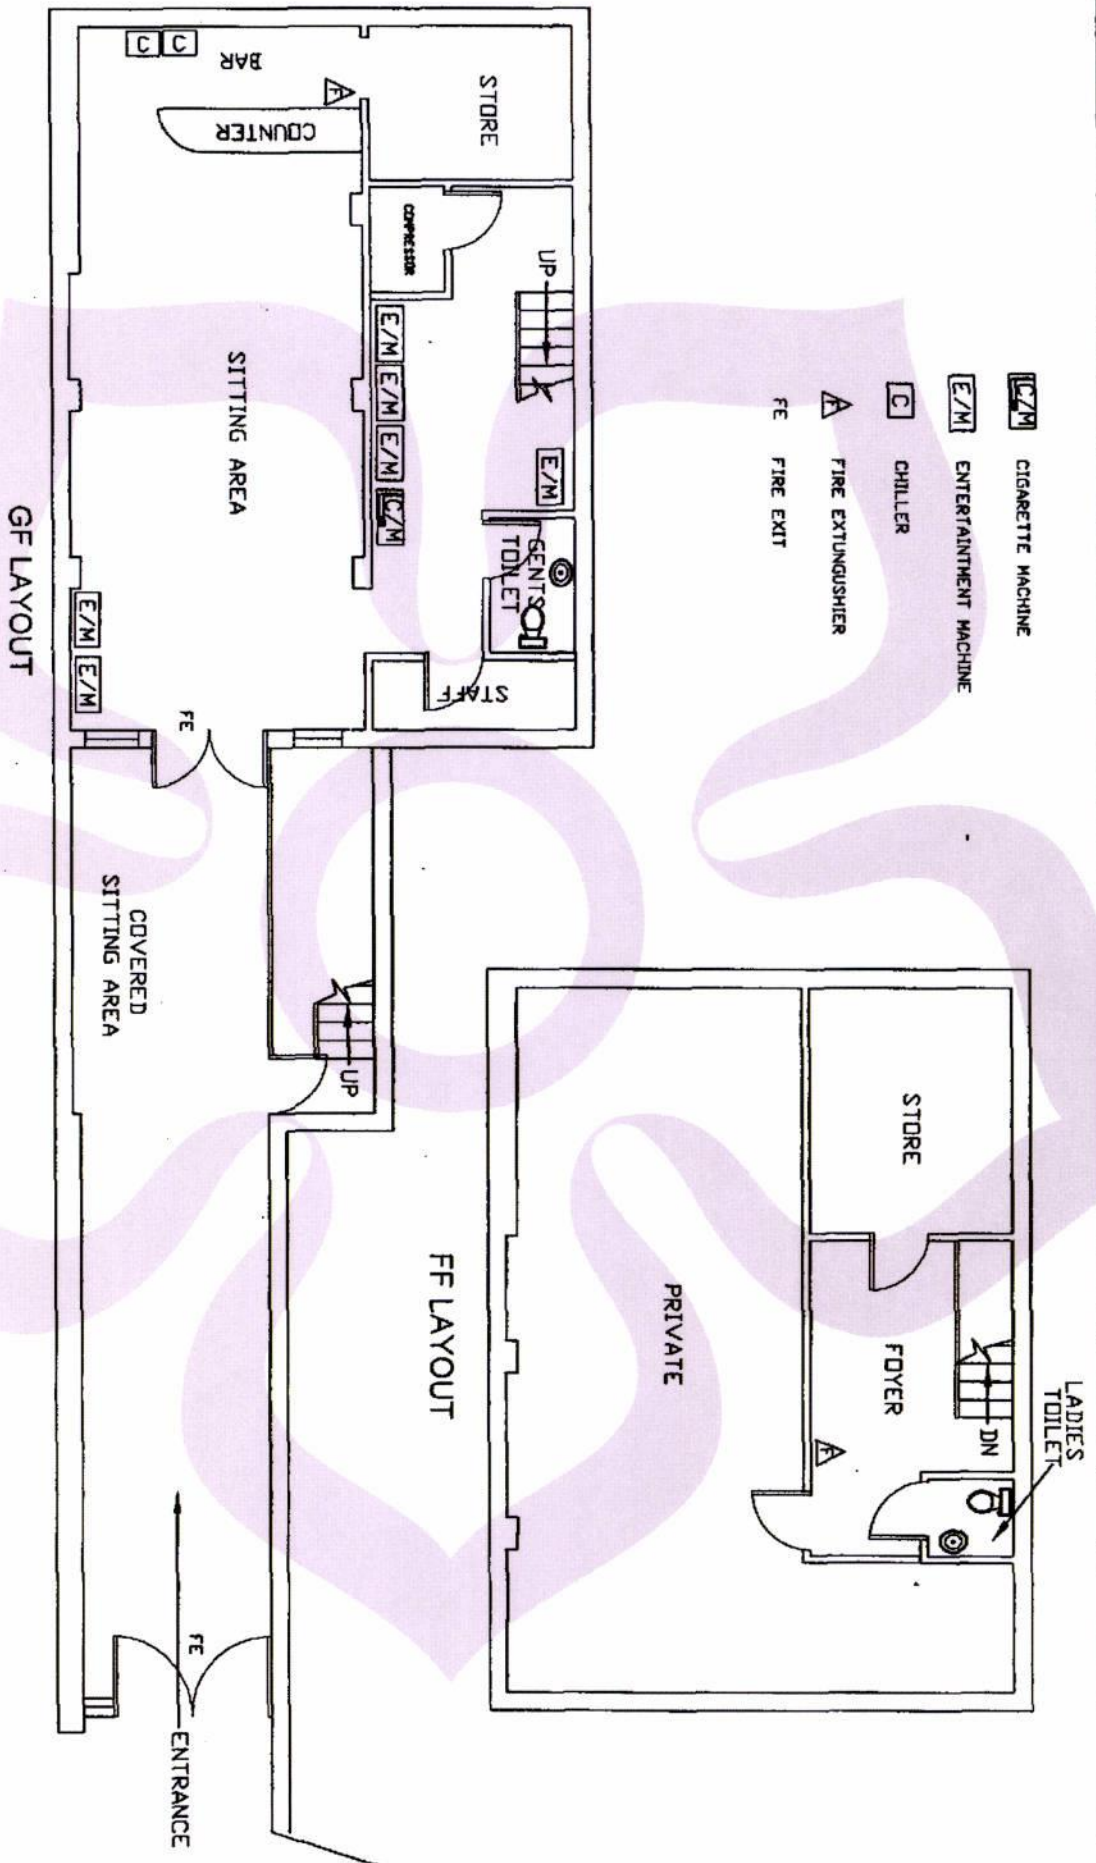 C/M CIGARETTE MACHINE
E/M ENTERTAINMENT MACHINE
C CHILLER
F FIRE EXTUNGUSHIER
FE FIRE EXIT
LADIES
TOILET
STORE
FOYER
DN
F
PRIVATE
FF LAYOUT
STORE
BAR
C
C
F
COUNTER
COMPRESSOR
UP
E/M
E/M
E/M
C/M
E/M
GENTS
TOILET
STAFF
SITTING AREA
E/M
E/M
FE
UP
COVERED
SITTING AREA
FE
ENTRANCE
GF LAYOUT